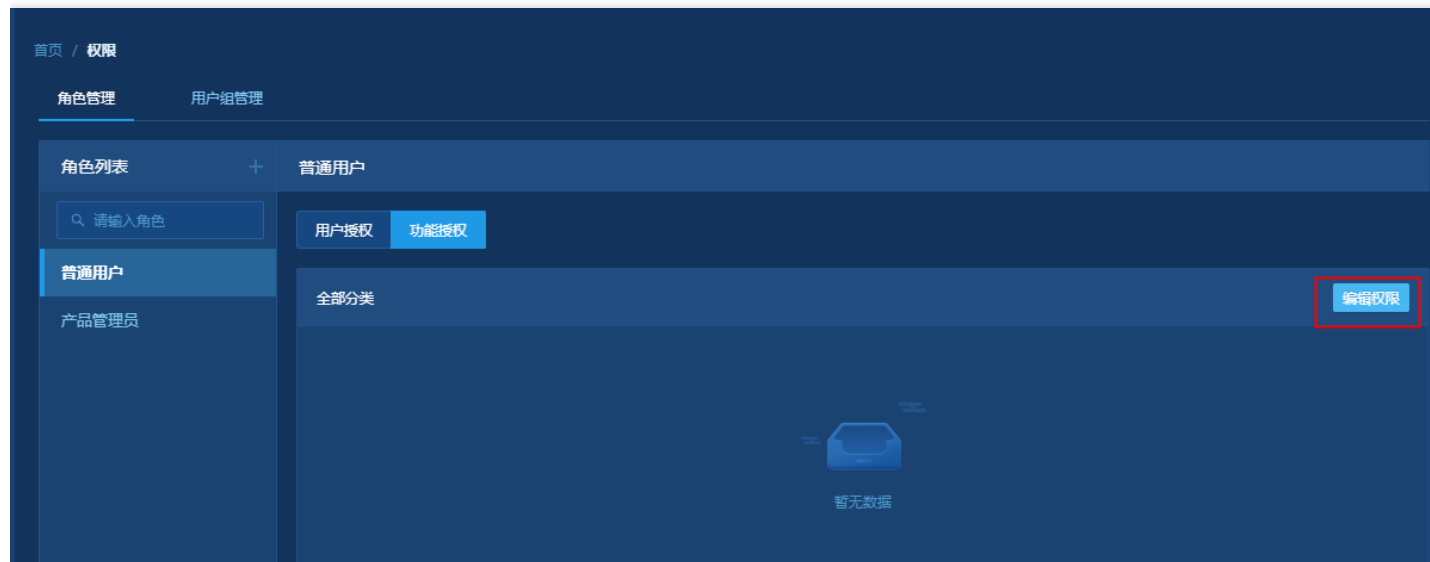 首页 / 权限
角色管理 用户组管理
角色列表 +
普通用户
请输入角色
用户授权 功能授权
普通用户
产品管理员
全部分类 编辑权限
暂无数据